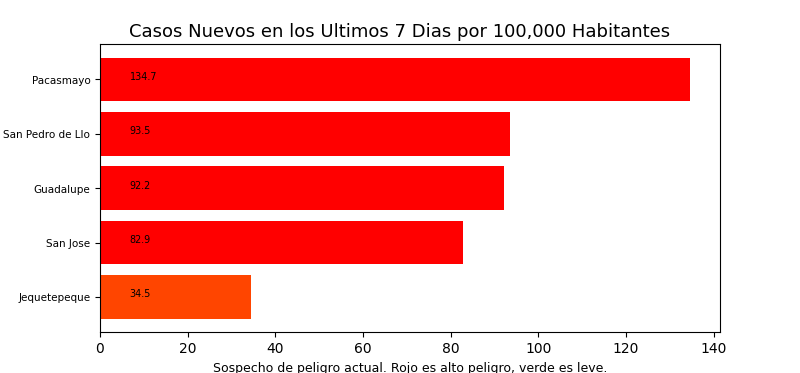 Casos Nuevos en los Ultimos 7 Dias por 100,000 Habitantes
Pacasmayo 134.7
San Pedro de Llo 93.5
Guadalupe 92.2
San Jose 82.9
Jequetepeque 34.5
0 20 40 60 80 100 120 140
Sospecho de peligro actual. Rojo es alto peligro, verde es leve.